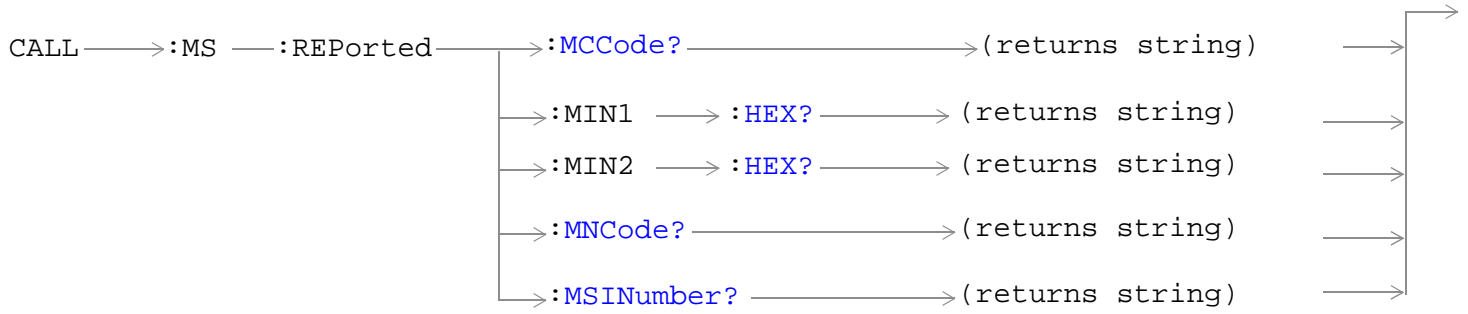 CALL :MS :REPorted :MCCode? (returns string)
:MIN1 :HEX? (returns string)
:MIN2 :HEX? (returns string)
:MNCode? (returns string)
:MSINumber? (returns string)